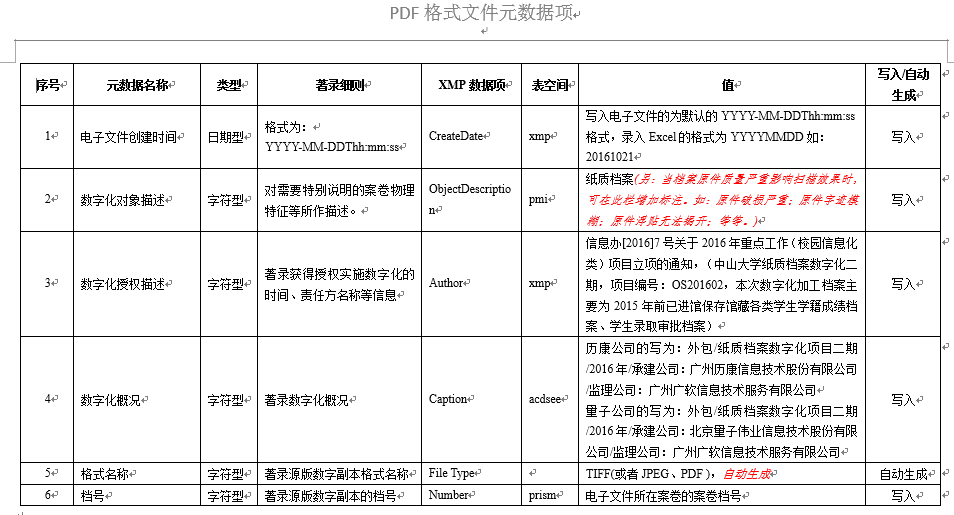 PDF 格式文件元数据项
序号 元数据名称 类型 著录细则 XMP 数据项 表空间 值 写入/自动
生成
1 电子文件创建时间 日期型 格式为：
YYYY-MM-DDThh:mm:ss CreateDate xmp 写入电子文件的为默认的 YYYY-MM-DDThh:mm:ss
格式，录入 Excel 的格式为 YYYYMMDD 如：
20161021 写入
2 数字化对象描述 字符型 对需要特别说明的案卷物理
特征等所作描述。 ObjectDescriptio
n pmi 纸质档案(另：当档案原件质量严重影响扫描效果时，
可在此栏增加标注。如：原件破损严重；原件字迹模
糊；原件浮贴无法揭开；等等。) 写入
3 数字化授权描述 字符型 著录获得授权实施数字化的
时间、责任方名称等信息 Author xmp 信息办[2016]7 号关于 2016 年重点工作（校园信息化
类）项目立项的通知，（中山大学纸质档案数字化二
期，项目编号：OS201602，本次数字化加工档案主
要为 2015 年前已进馆保存馆藏各类学生学籍成绩档
案、学生录取审批档案） 写入
4 数字化概况 字符型 著录数字化概况 Caption acdsee 历康公司的写为：外包/纸质档案数字化项目二期
/2016 年/承建公司：广州历康信息技术股份有限公司
/监理公司：广州广软信息技术服务有限公司
量子公司的写为：外包/纸质档案数字化项目二期
/2016 年/承建公司：北京量子伟业信息技术股份有限
公司/监理公司：广州广软信息技术服务有限公司 写入
5 格式名称 字符型 著录源版数字副本格式名称 File Type TIFF(或者 JPEG、PDF )，自动生成 自动生成
6 档号 字符型 著录源版数字副本的档号 Number prism 电子文件所在案卷的案卷档号 写入